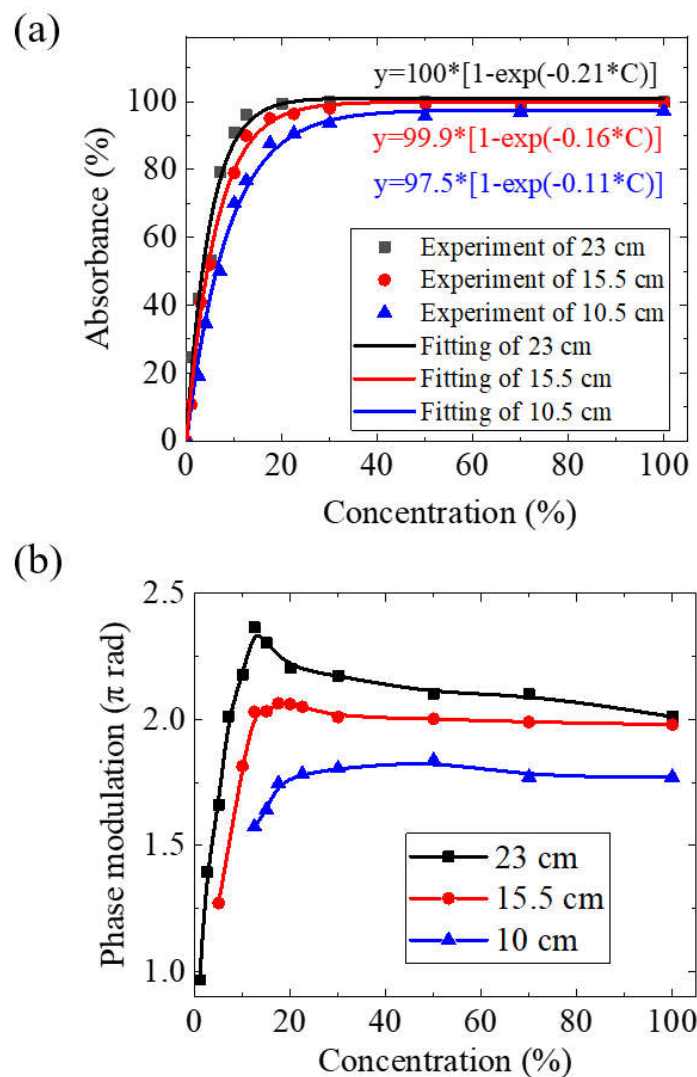 (a)
y=100*[1-exp(-0.21*C)]
y=99.9*[1-exp(-0.16*C)]
y=97.5*[1-exp(-0.11*C)]
Absorbance (%)
100
80
60
40
20
0
Experiment of 23 cm
Experiment of 15.5 cm
Experiment of 10.5 cm
Fitting of 23 cm
Fitting of 15.5 cm
Fitting of 10.5 cm
0 20 40 60 80 100
Concentration (%)
(b)
Phase modulation (π rad)
2.5
2.0
1.5
1.0
23 cm
15.5 cm
10 cm
0 20 40 60 80 100
Concentration (%)